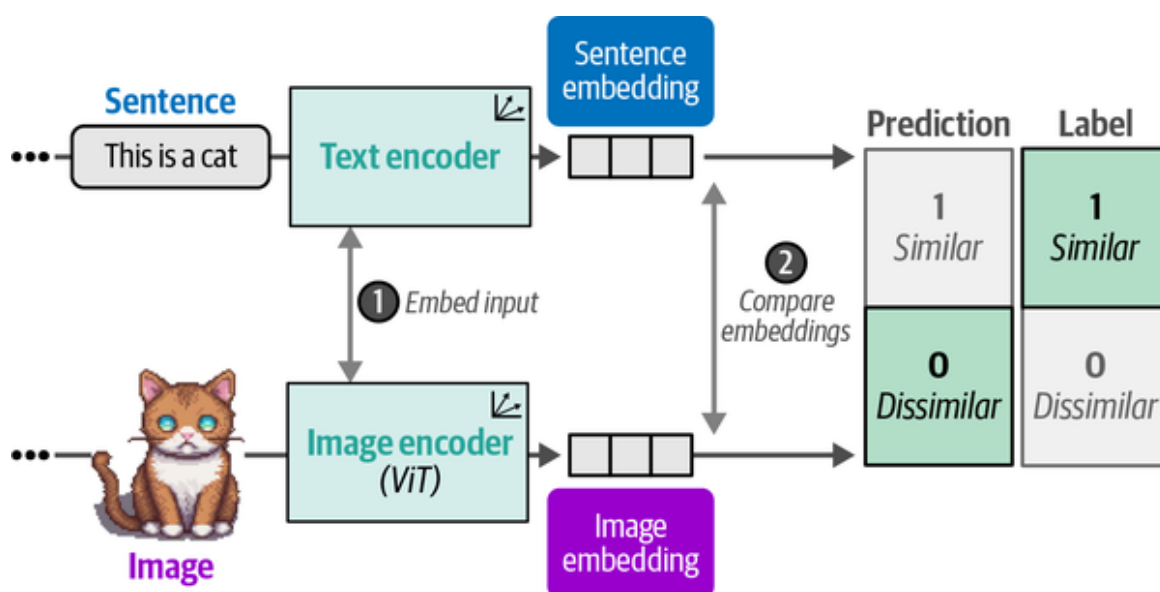 Sentence
embedding
Sentence
This is a cat
Text encoder
Prediction
Label
1
Similar
1
Similar
1 Embed input
2
Compare
embeddings
0
Dissimilar
0
Dissimilar
Image encoder
(ViT)
Image
Image
embedding